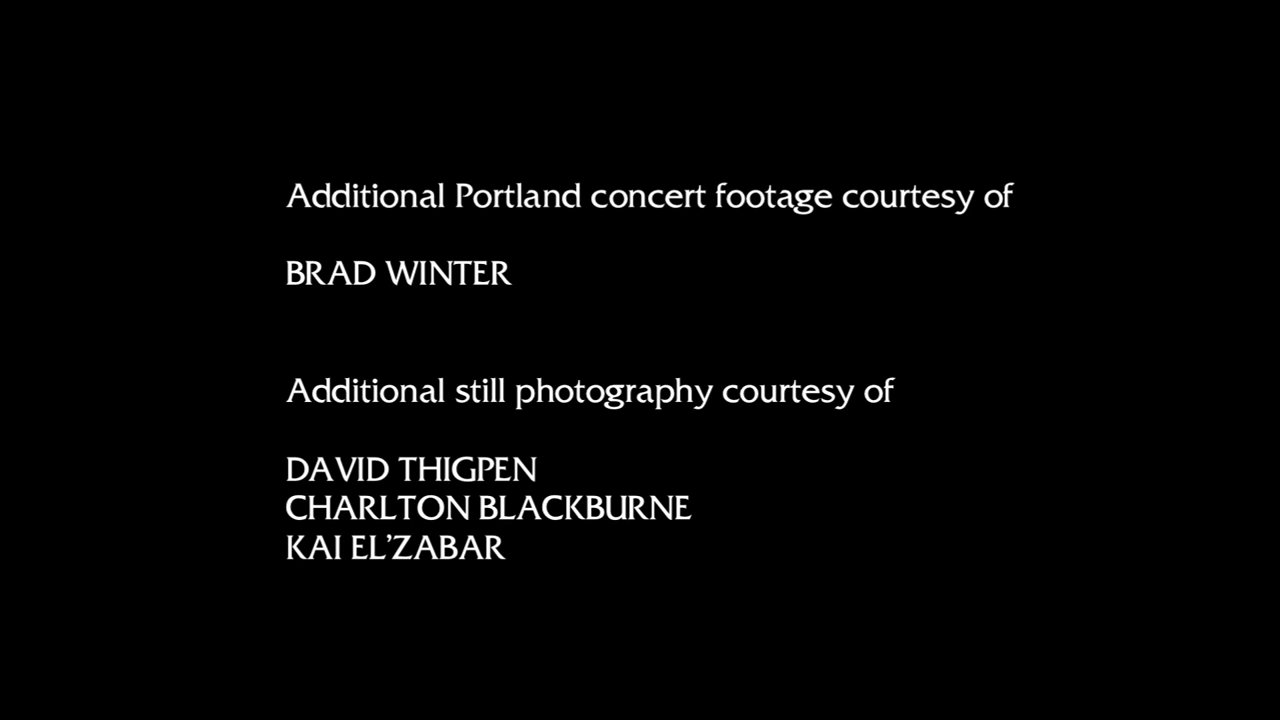 Additional Portland concert footage courtesy of
BRAD WINTER
Additional still photography courtesy of
DAVID THIGPEN
CHARLTON BLACKBURNE
KAI EL’ZABAR